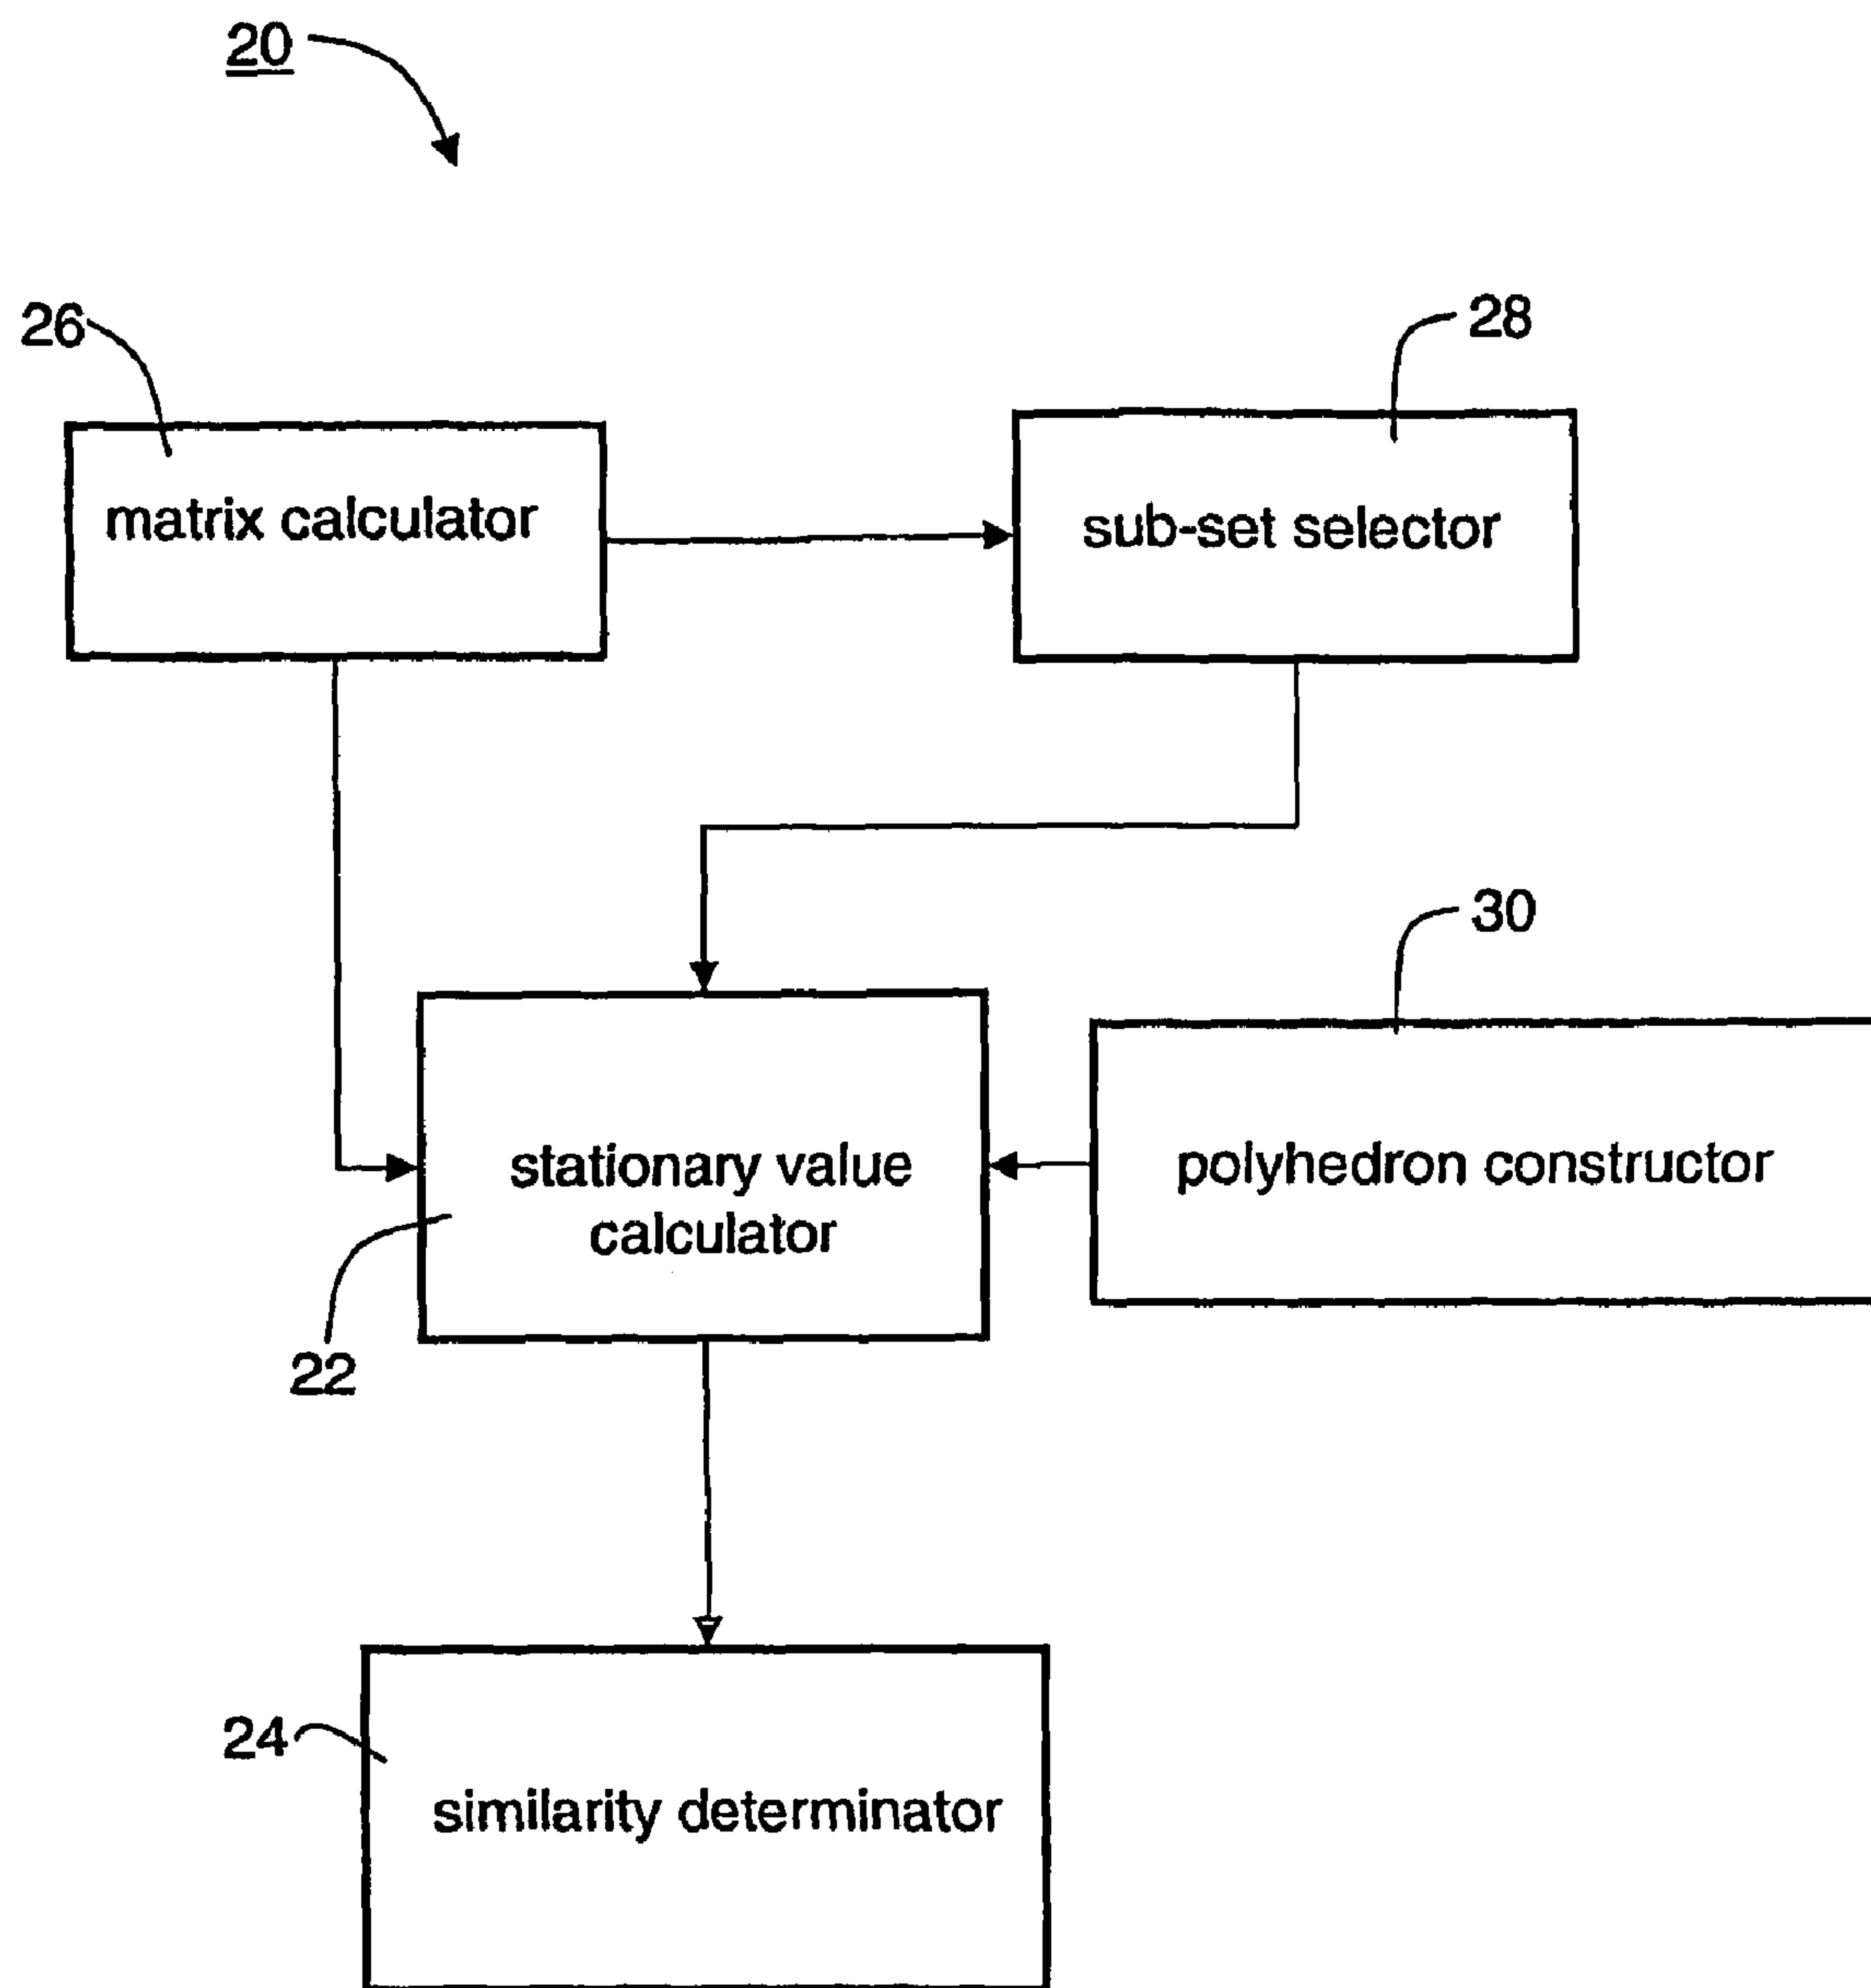 20
26
28
matrix calculator
sub-set selector
30
stationary value
calculator
polyhedron constructor
22
24
similarity determinator